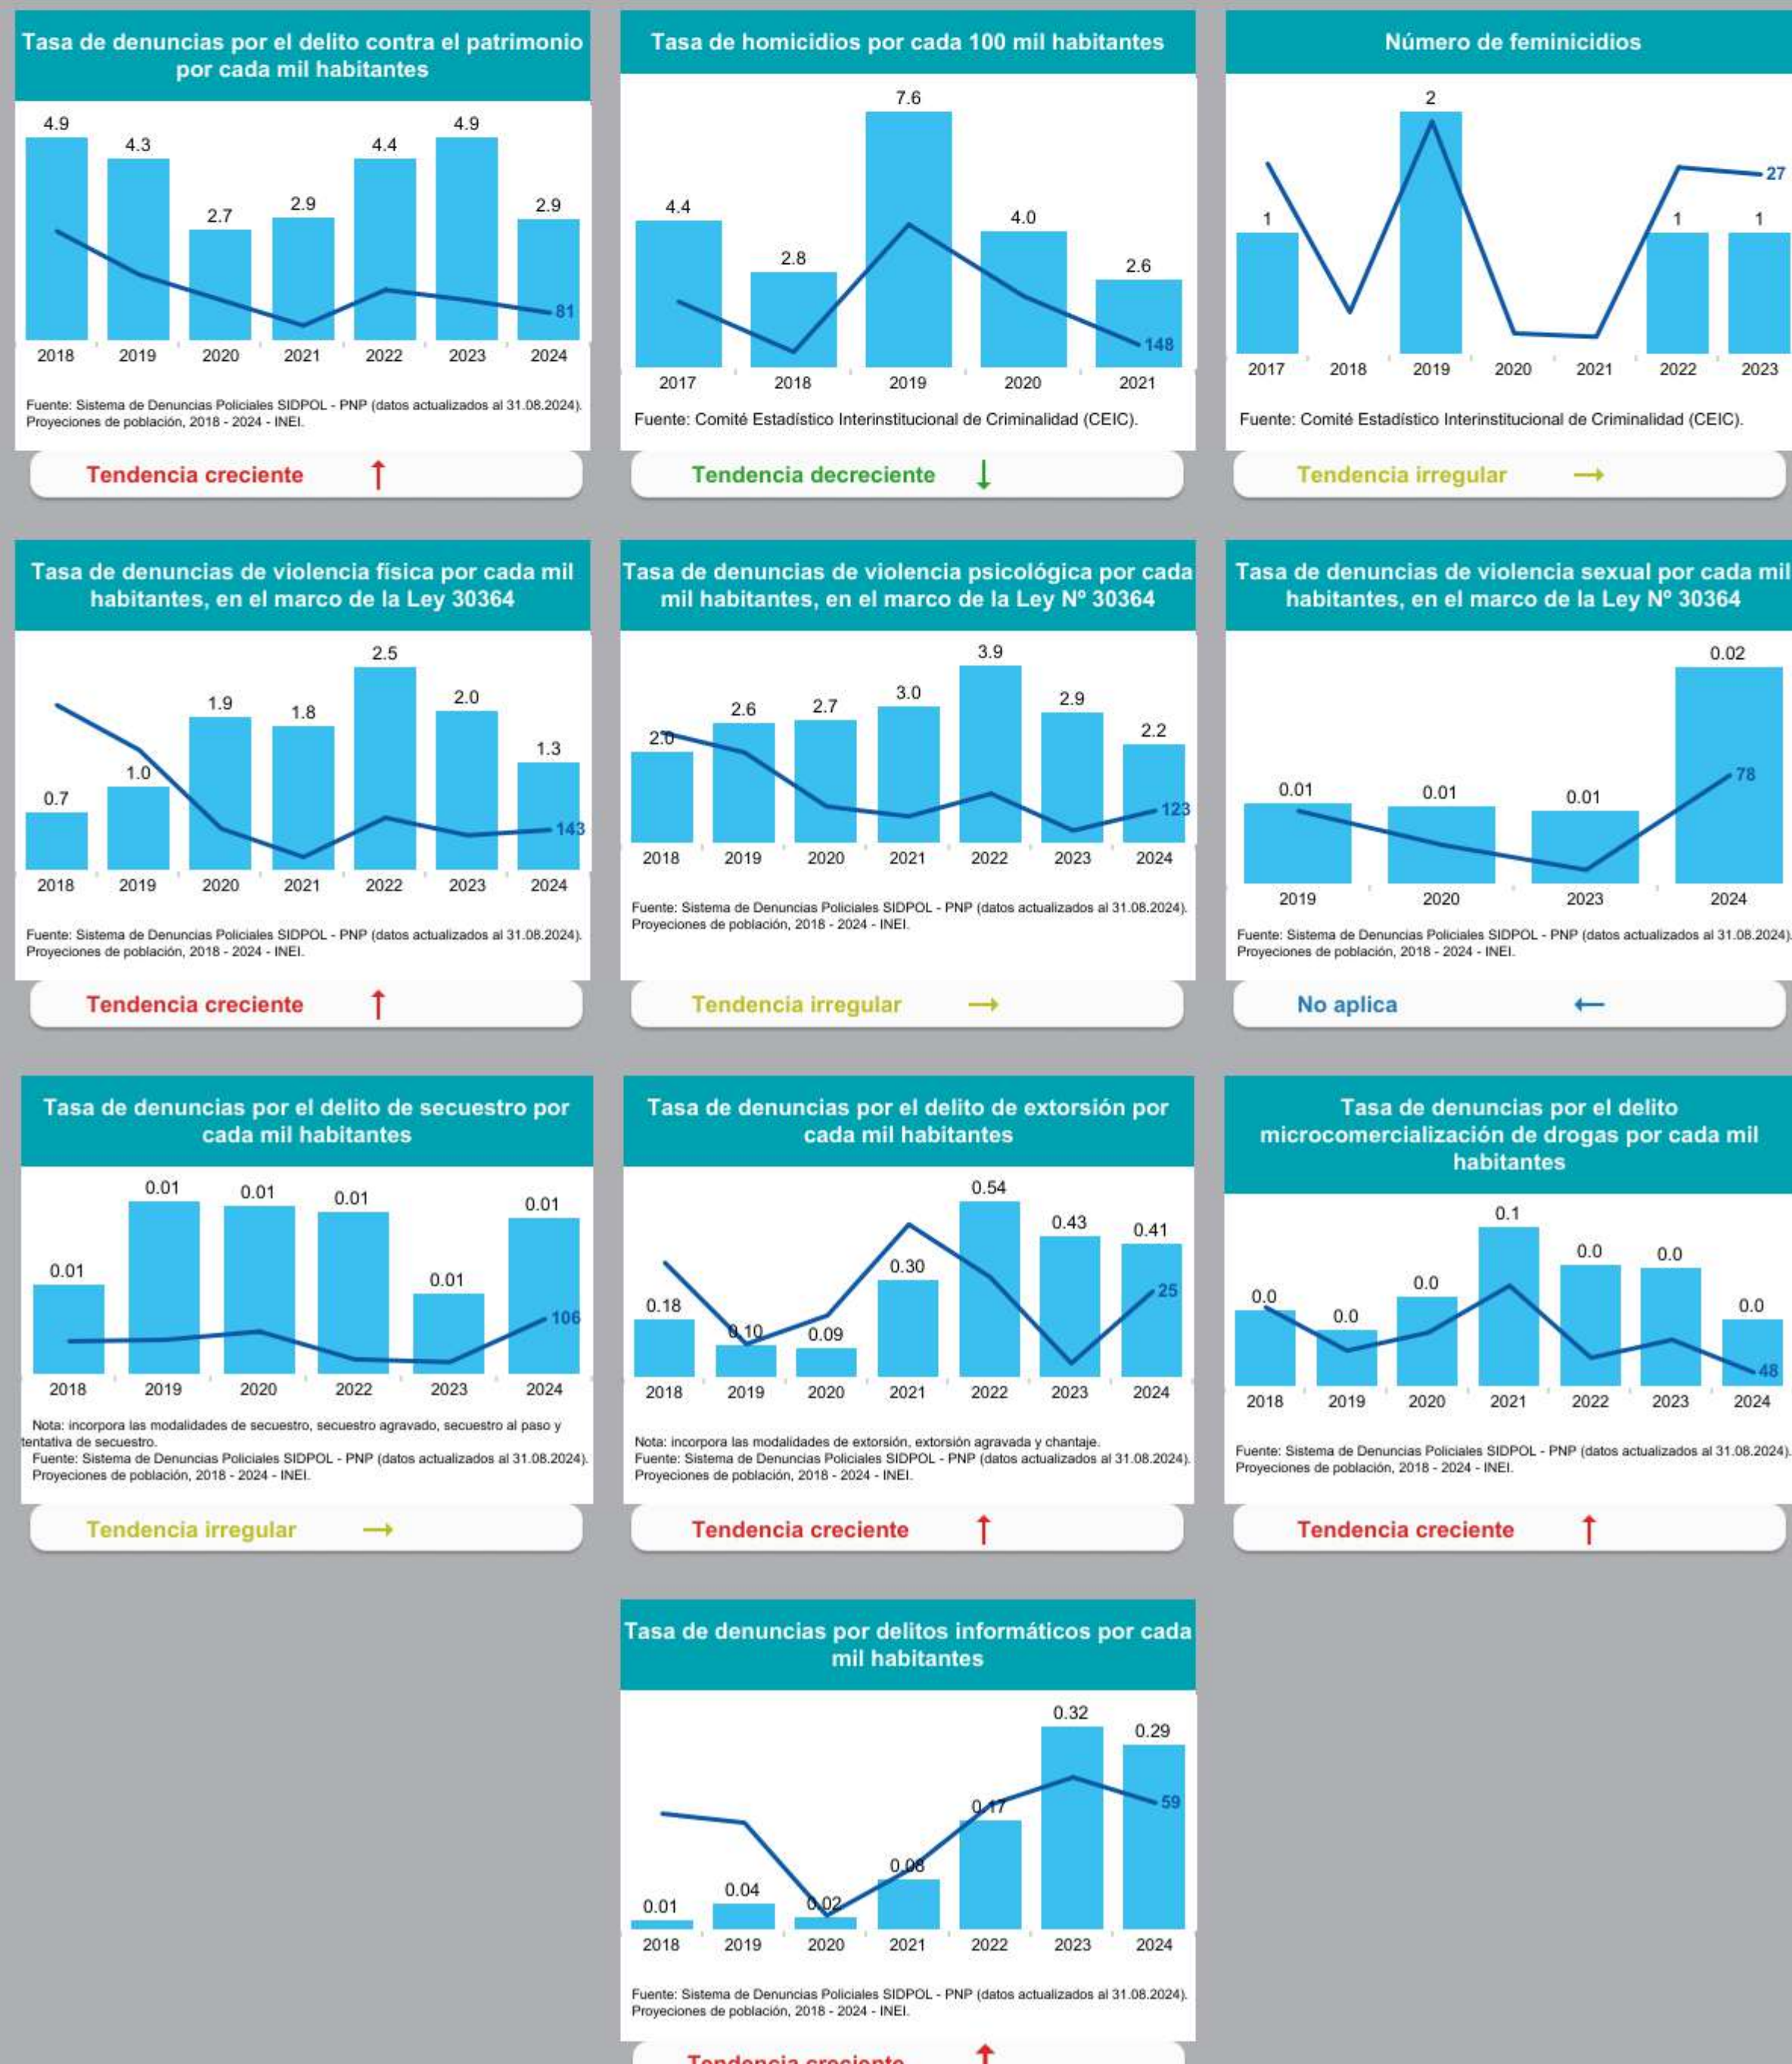 Tasa de denuncias por el delito contra el patrimonio
por cada mil habitantes
4.9
4.3
2.7
2.9
4.4
4.9
2.9
81
2018
2019
2020
2021
2022
2023
2024
Fuente: Sistema de Denuncias Policiales SIDPOL - PNP (datos actualizados al 31.08.2024).
Proyeciones de población, 2018 - 2024 - INEI.
Tendencia creciente ↑
Tasa de homicidios por cada 100 mil habitantes
4.4
2.8
7.6
4.0
2.6
148
2017
2018
2019
2020
2021
Fuente: Comité Estadístico Interinstitucional de Criminalidad (CEIC).
Tendencia decreciente ↓
Número de feminicidios
1
2
1
1
27
2017
2018
2019
2020
2021
2022
2023
Fuente: Comité Estadístico Interinstitucional de Criminalidad (CEIC).
Tendencia irregular →
Tasa de denuncias de violencia física por cada mil
habitantes, en el marco de la Ley 30364
0.7
1.0
1.9
1.8
2.5
2.0
1.3
143
2018
2019
2020
2021
2022
2023
2024
Fuente: Sistema de Denuncias Policiales SIDPOL - PNP (datos actualizados al 31.08.2024).
Proyeciones de población, 2018 - 2024 - INEI.
Tendencia creciente ↑
Tasa de denuncias de violencia psicológica por cada
mil habitantes, en el marco de la Ley Nº 30364
2.0
2.6
2.7
3.0
3.9
2.9
2.2
123
2018
2019
2020
2021
2022
2023
2024
Fuente: Sistema de Denuncias Policiales SIDPOL - PNP (datos actualizados al 31.08.2024).
Proyeciones de población, 2018 - 2024 - INEI.
Tendencia irregular →
Tasa de denuncias de violencia sexual por cada mil
habitantes, en el marco de la Ley Nº 30364
0.01
0.01
0.01
0.02
78
2019
2020
2023
2024
Fuente: Sistema de Denuncias Policiales SIDPOL - PNP (datos actualizados al 31.08.2024).
Proyeciones de población, 2018 - 2024 - INEI.
No aplica ←
Tasa de denuncias por el delito de secuestro por
cada mil habitantes
0.01
0.01
0.01
0.01
0.01
0.01
106
2018
2019
2020
2022
2023
2024
Nota: incorpora las modalidades de secuestro, secuestro agravado, secuestro al paso y
tentativa de secuestro.
Fuente: Sistema de Denuncias Policiales SIDPOL - PNP (datos actualizados al 31.08.2024).
Proyeciones de población, 2018 - 2024 - INEI.
Tendencia irregular →
Tasa de denuncias por el delito de extorsión por
cada mil habitantes
0.18
0.10
0.09
0.30
0.54
0.43
0.41
25
2018
2019
2020
2021
2022
2023
2024
Nota: incorpora las modalidades de extorsión, extorsión agravada y chantaje.
Fuente: Sistema de Denuncias Policiales SIDPOL - PNP (datos actualizados al 31.08.2024).
Proyeciones de población, 2018 - 2024 - INEI.
Tendencia creciente ↑
Tasa de denuncias por el delito
microcomercialización de drogas por cada mil
habitantes
0.0
0.0
0.0
0.1
0.0
0.0
0.0
48
2018
2019
2020
2021
2022
2023
2024
Fuente: Sistema de Denuncias Policiales SIDPOL - PNP (datos actualizados al 31.08.2024).
Proyeciones de población, 2018 - 2024 - INEI.
Tendencia creciente ↑
Tasa de denuncias por delitos informáticos por cada
mil habitantes
0.01
0.04
0.02
0.08
0.17
0.32
0.29
59
2018
2019
2020
2021
2022
2023
2024
Fuente: Sistema de Denuncias Policiales SIDPOL - PNP (datos actualizados al 31.08.2024).
Proyeciones de población, 2018 - 2024 - INEI.
Tendencia creciente ↑